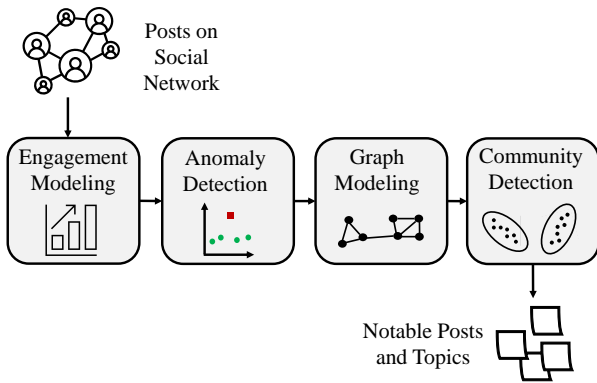 Posts on
Social
Network
Engagement
Modeling
Anomaly
Detection
Graph
Modeling
Community
Detection
Notable Posts
and Topics